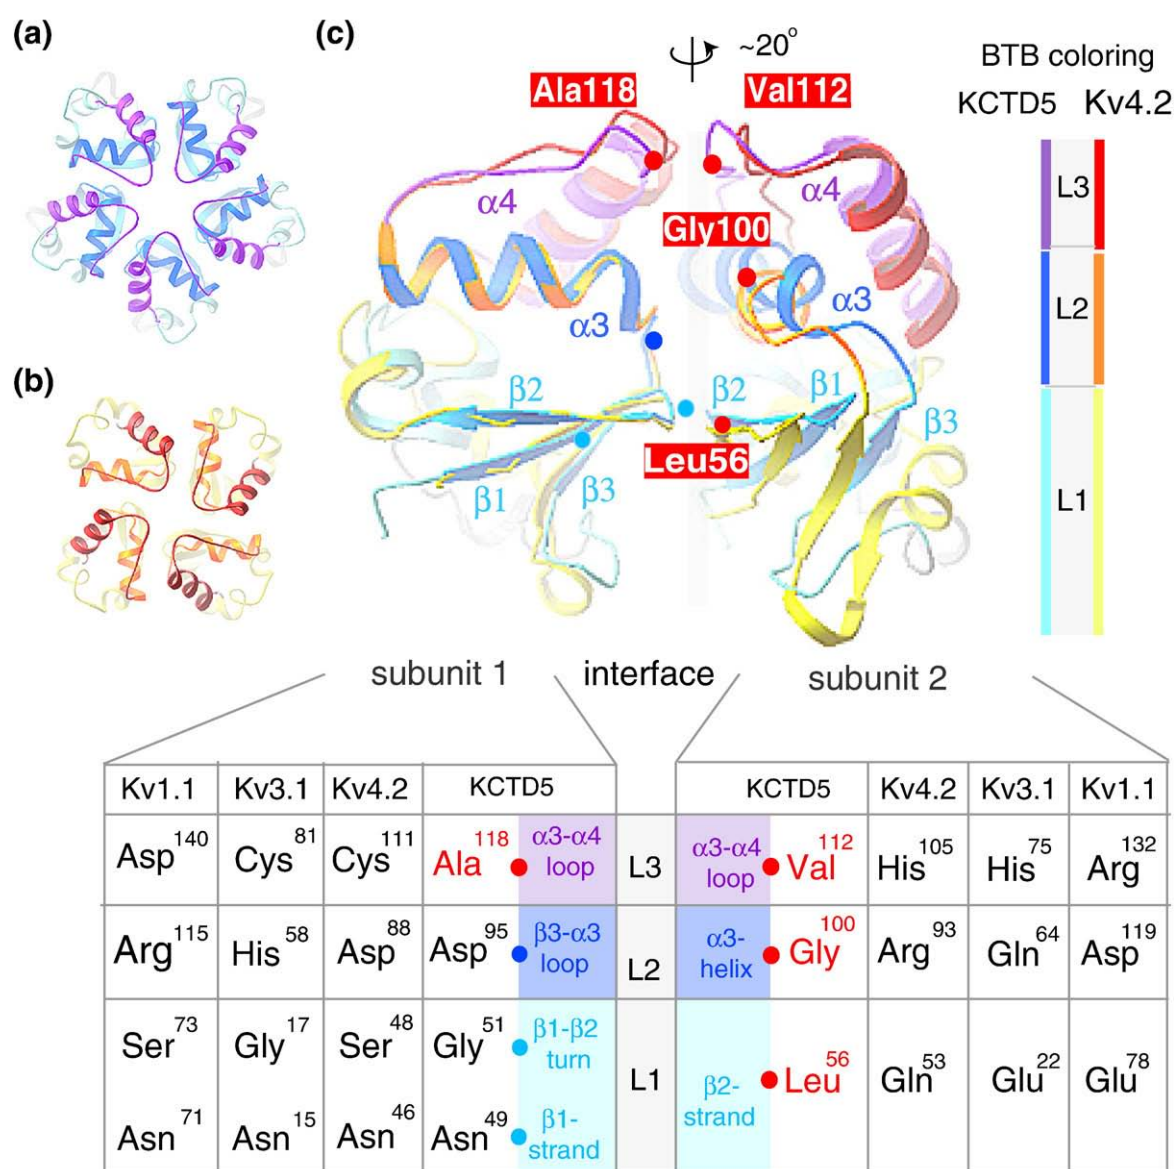 (a)
(c)
~20°
BTB coloring
KCTD5 Kv4.2
Ala118
Val112
α4
α4
L3
Gly100
α3
α3
L2
(b)
β2
β2
β1
β3
Leu56
β1
β3
L1
subunit 1
interface
subunit 2
Kv1.1 Kv3.1 Kv4.2 KCTD5 KCTD5 Kv4.2 Kv3.1 Kv1.1
Asp140 Cys81 Cys111 Ala118 α3-α4 loop L3 α3-α4 loop Val112 His105 His75 Arg132
Arg115 His58 Asp88 Asp95 β3-α3 loop L2 α3-helix Gly100 Arg93 Gln64 Asp119
Ser73 Gly17 Ser48 Gly51 β1-β2 turn L1 β2-strand Leu56 Gln53 Glu22 Glu78
Asn71 Asn15 Asn46 Asn49 β1-strand